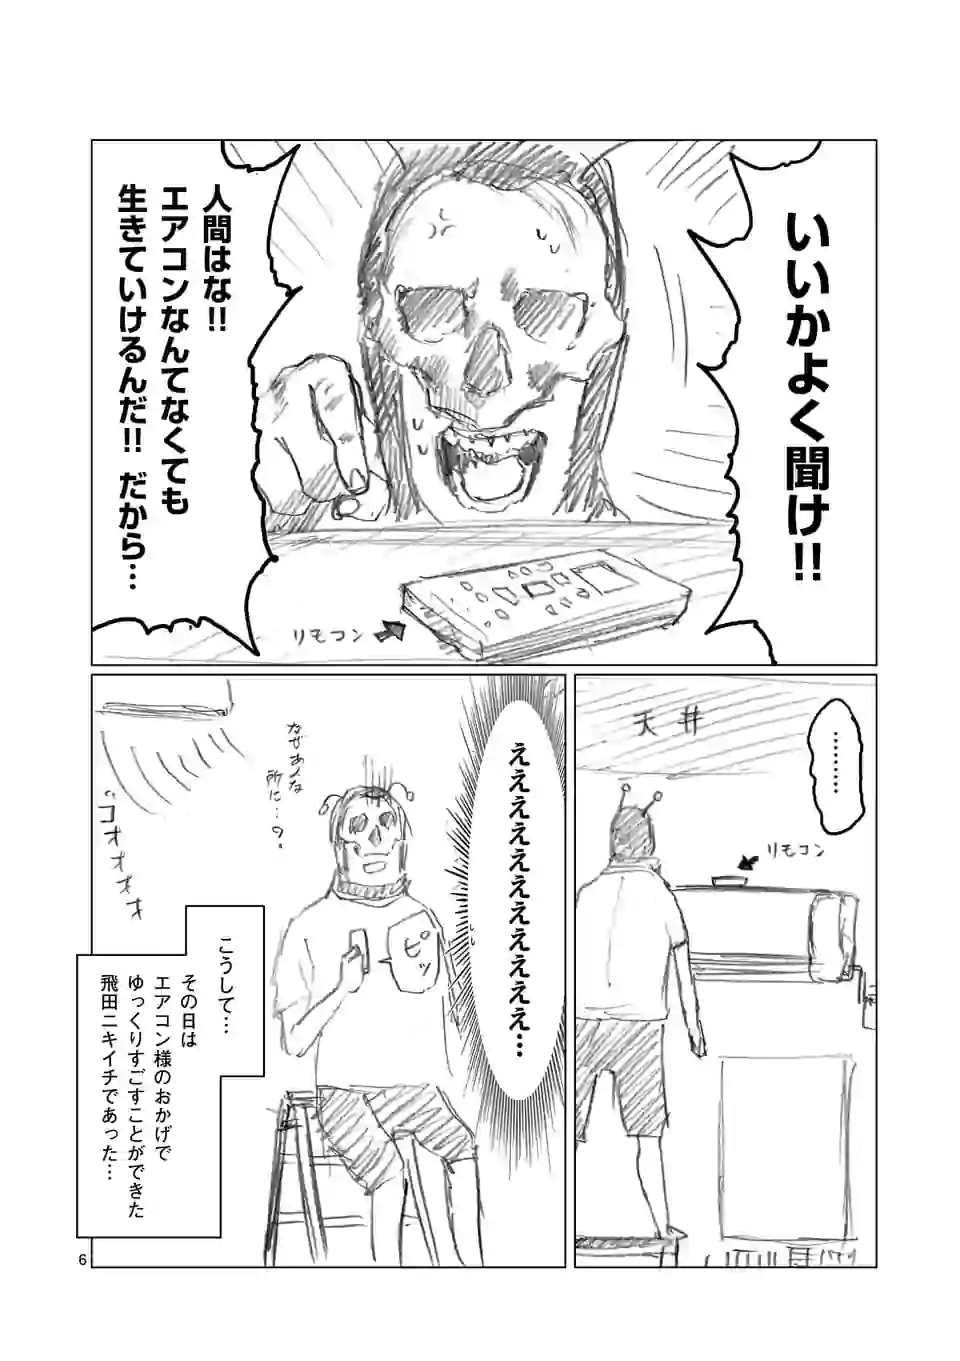 いいかよく聞け!!
人間はな!!
エアコンなんてなくても
生きていけるんだ!! だから…
リモコン
………
天井
リモコン
えええええええええええ…
なぜあんな
所に…?
ピッ
ゴオオオオオ
こうして…
その日は
エアコン様のおかげで
ゆっくりすごすことができた
飛田ニキイチであった…
6